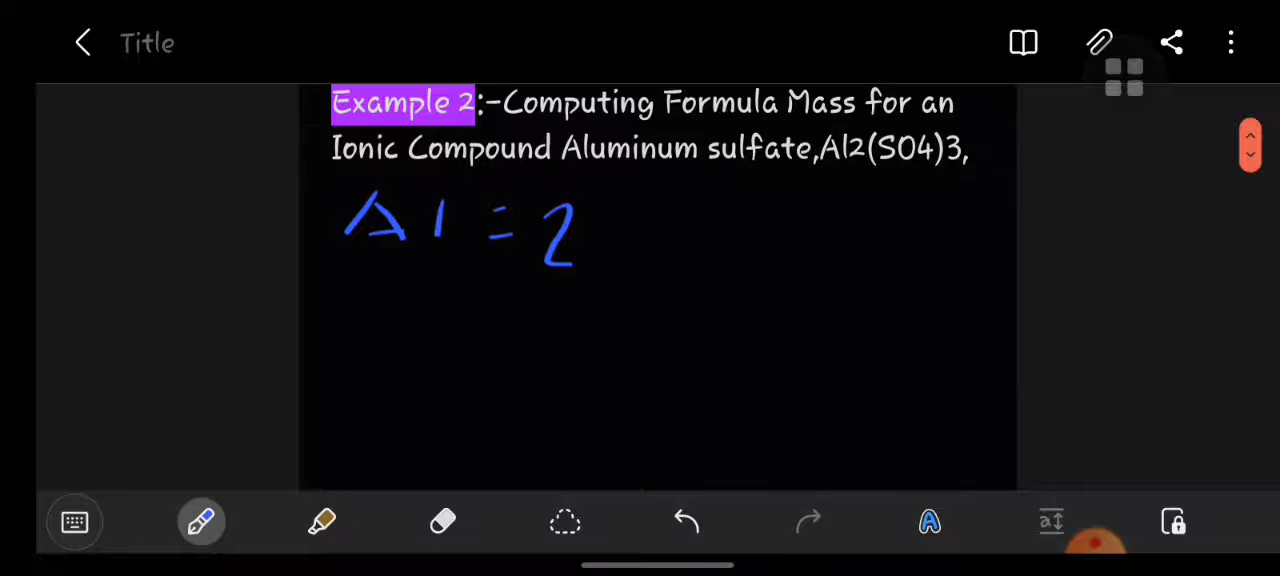 Title
Example 2:-Computing Formula Mass for an
Ionic Compound Aluminum sulfate,Al2(SO4)3,
Al = 2
A
a